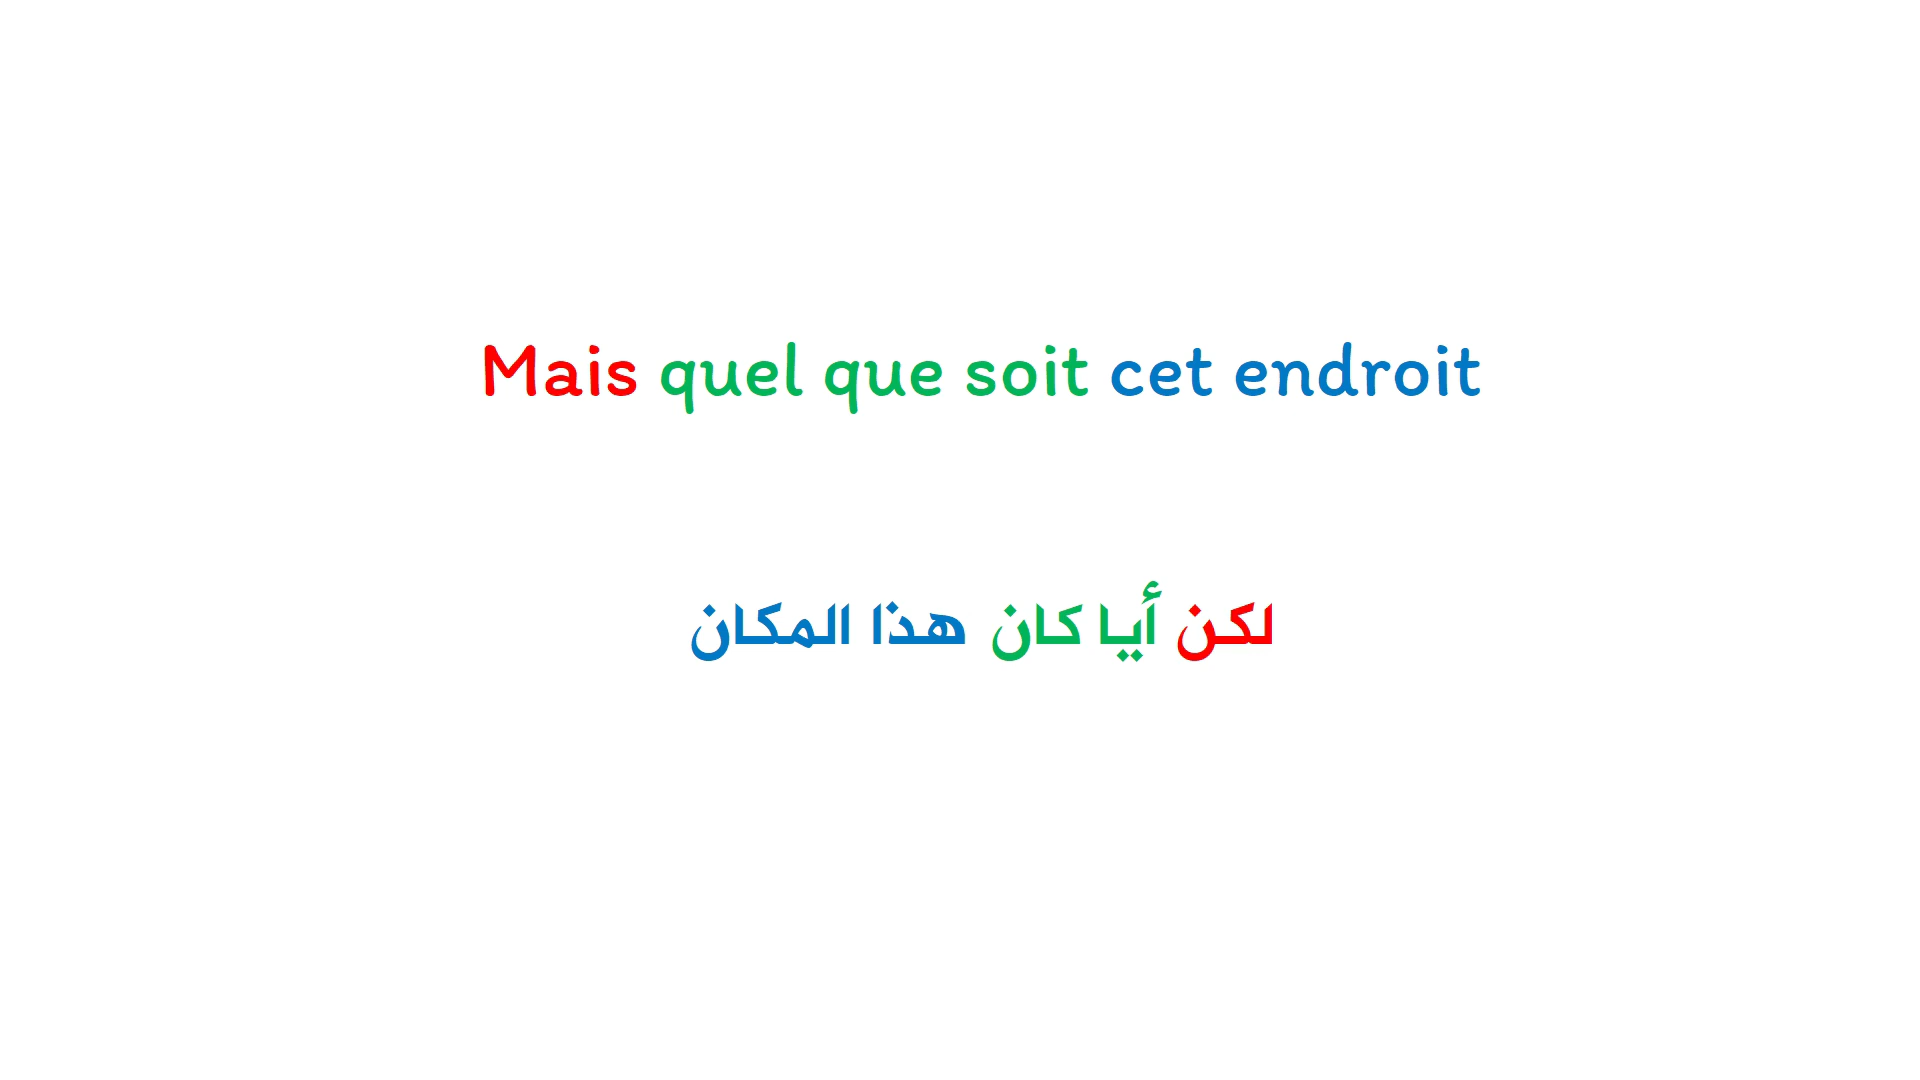 Mais quel que soit cet endroit
لكن أيا كان هذا المكان